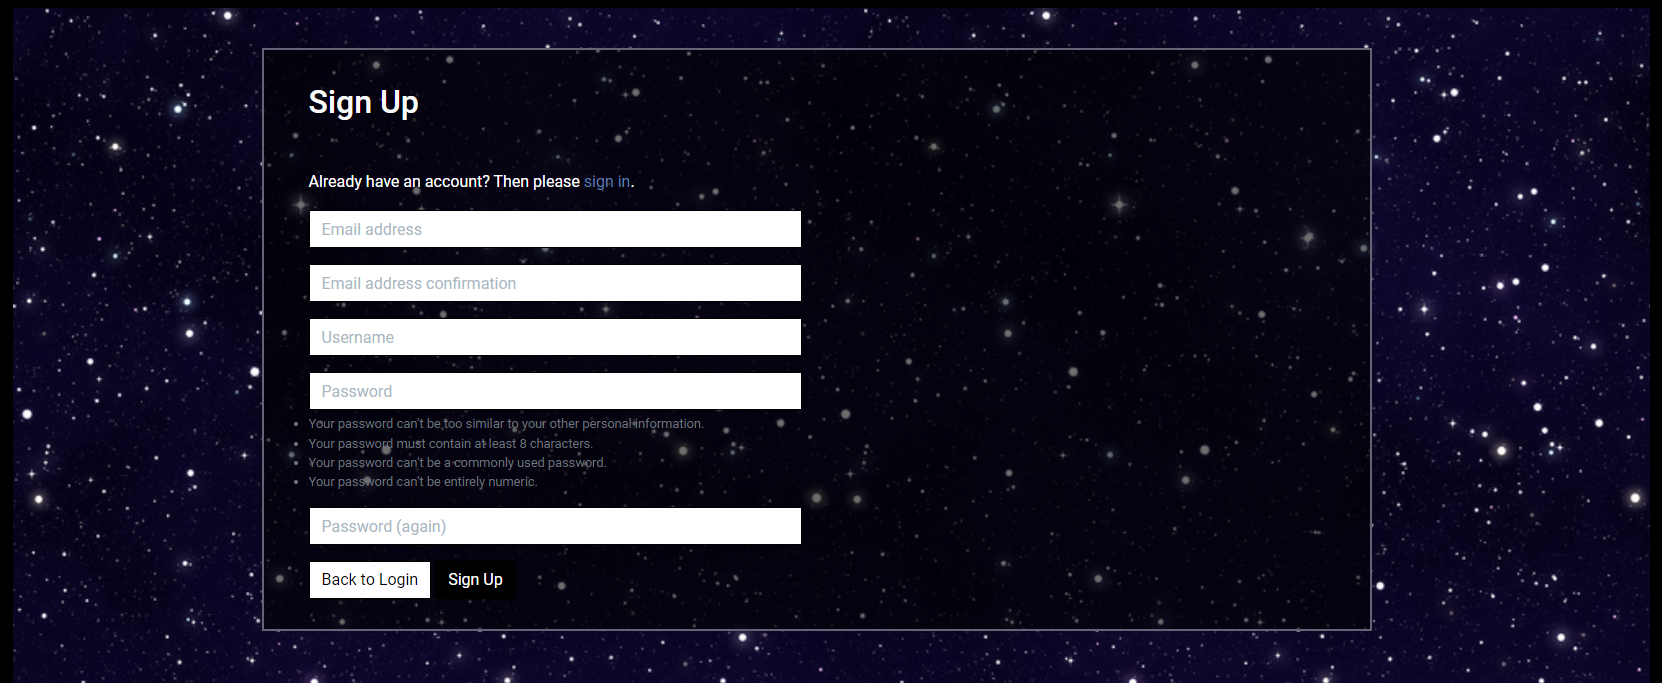 Sign Up
Already have an account? Then please sign in.
Email address
Email address confirmation
Username
Password
Your password can’t be too similar to your other personal information.
Your password must contain at least 8 characters.
Your password can’t be a commonly used password.
Your password can’t be entirely numeric.
Password (again)
Back to Login Sign Up